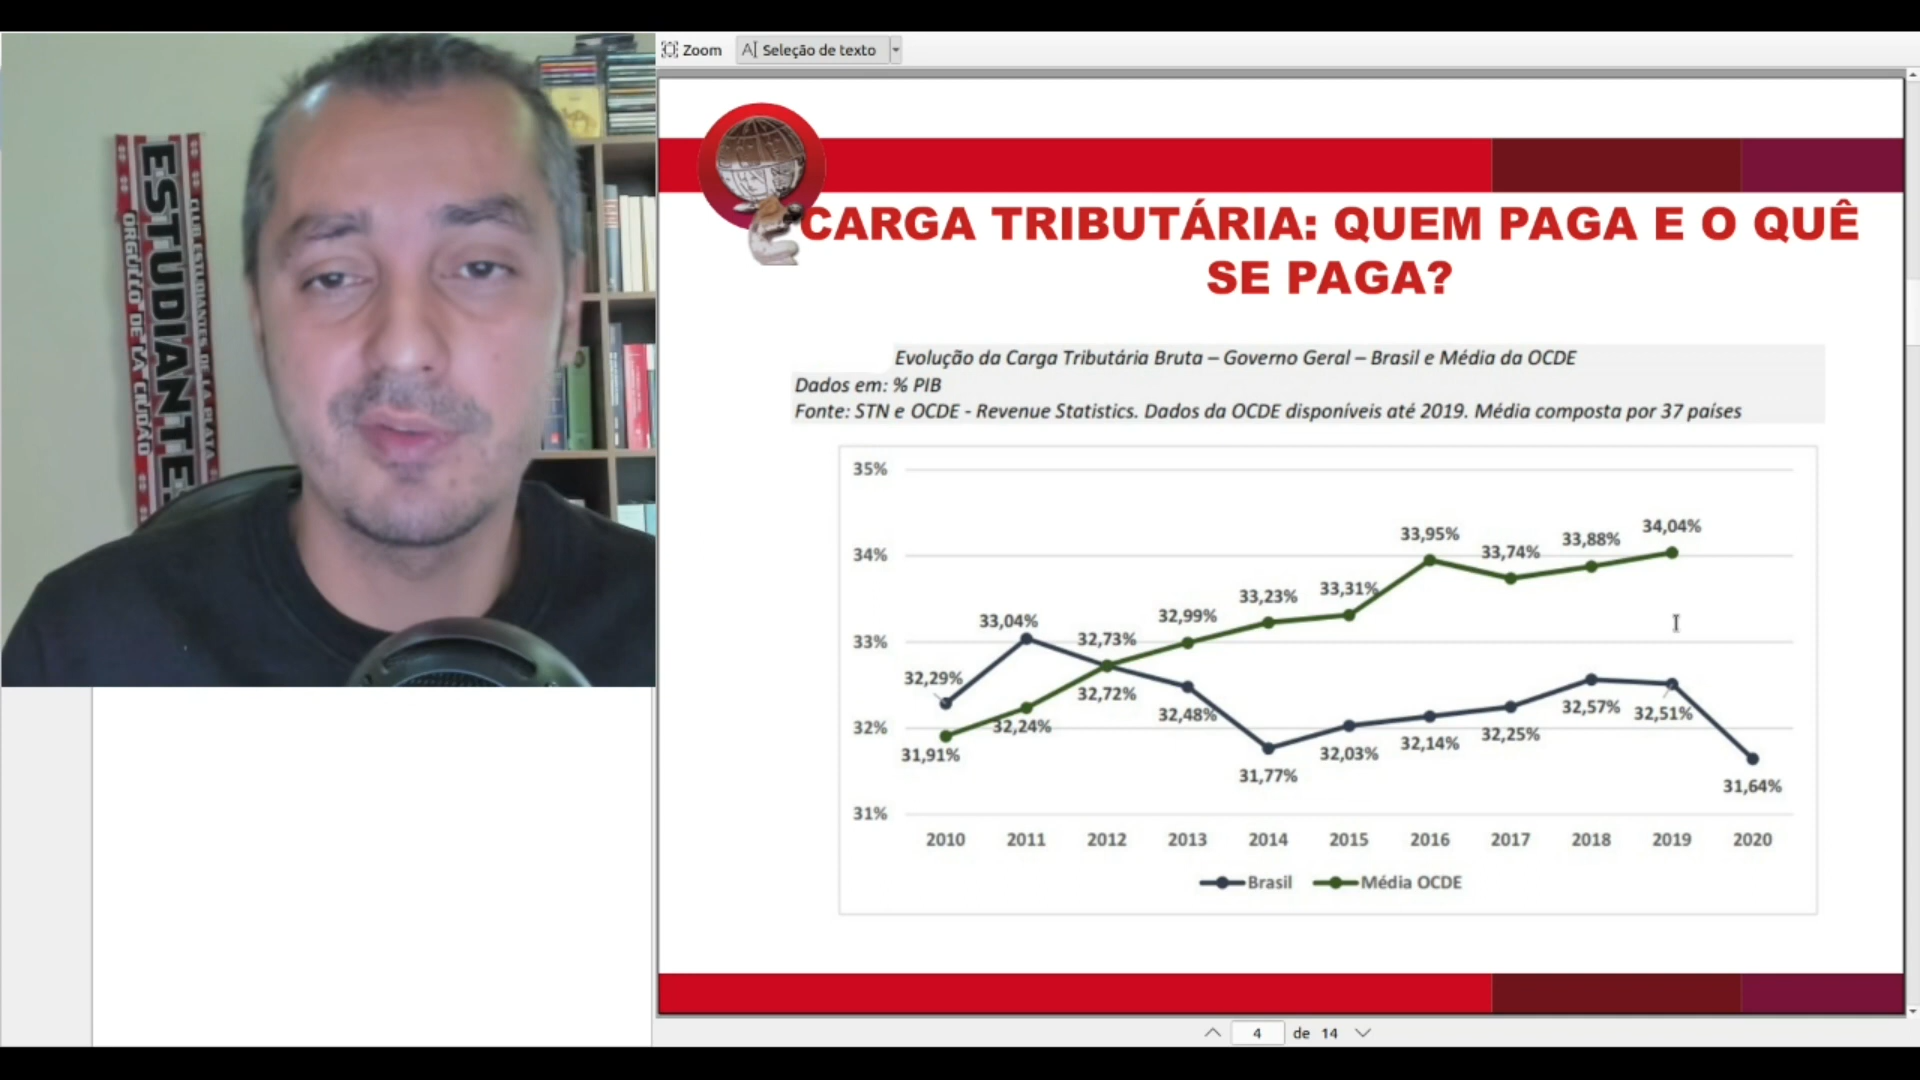 Zoom
Seleção de texto
ESTUDIANTE
ORGULLO DE LA CIUDAD
CARGA TRIBUTÁRIA: QUEM PAGA E O QUÊ
SE PAGA?
Evolução da Carga Tributária Bruta – Governo Geral – Brasil e Média da OCDE
Dados em: % PIB
Fonte: STN e OCDE - Revenue Statistics. Dados da OCDE disponíveis até 2019. Média composta por 37 países
35%
34%
33%
32%
31%
33,95%
33,74%
33,88%
34,04%
33,23%
33,31%
32,99%
33,04%
32,73%
32,29%
32,72%
32,24%
31,91%
32,48%
31,77%
32,03%
32,14%
32,25%
32,57%
32,51%
31,64%
2010 2011 2012 2013 2014 2015 2016 2017 2018 2019 2020
Brasil Média OCDE
4 de 14